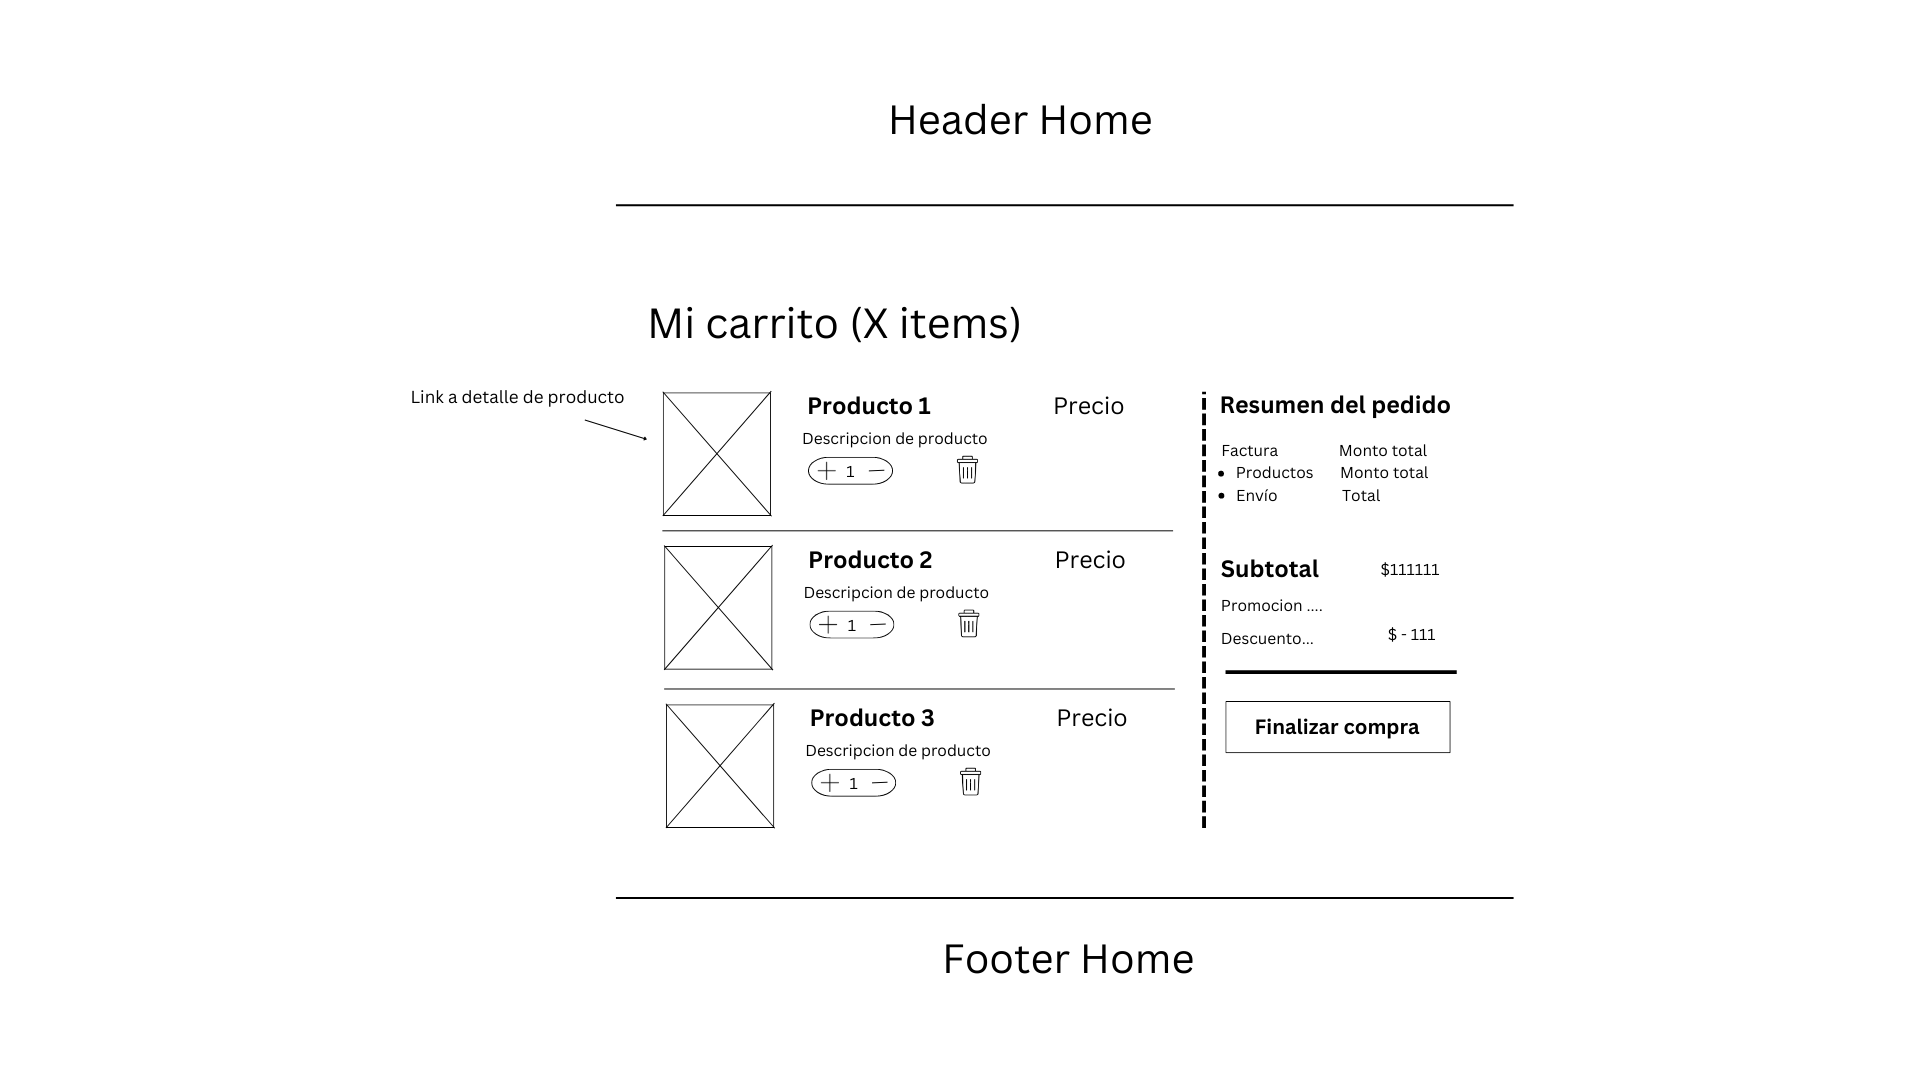 Header Home
Mi carrito (X items)
Link a detalle de producto
Producto 1
Precio
Descripcion de producto
1
Producto 2
Precio
Descripcion de producto
1
Producto 3
Precio
Descripcion de producto
1
Resumen del pedido
Factura Monto total
• Productos Monto total
• Envío Total
Subtotal $111111
Promocion ....
Descuento... $ - 111
Finalizar compra
Footer Home